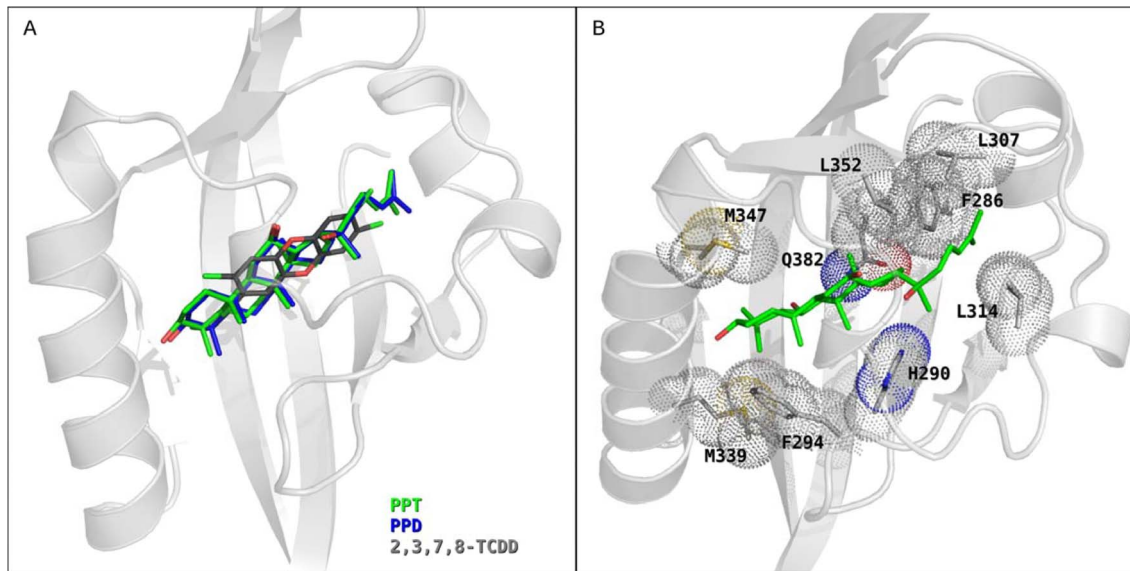 A
PPT
PPD
2,3,7,8-TCDD
B
L307
L352
F286
M347
Q382
L314
H290
F294
M339